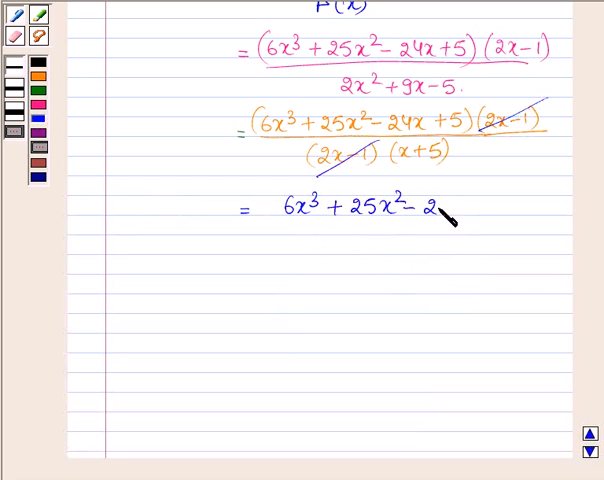 P(x)
= (6x³ + 25x² - 24x + 5) (2x - 1)
2x² + 9x - 5.
= (6x³ + 25x² - 24x + 5) (2x - 1)
(2x - 1) (x + 5)
= 6x³ + 25x² - 2